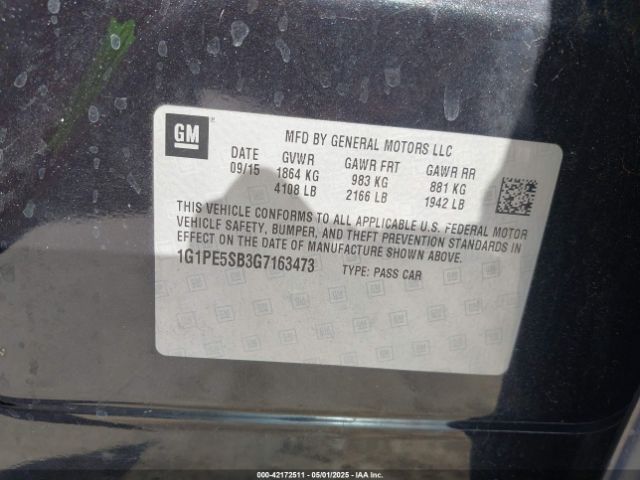 GM
MFD BY GENERAL MOTORS LLC
DATE GVWR GAWR FRT GAWR RR
09/15 1864 KG 983 KG 881 KG
4108 LB 2166 LB 1942 LB
THIS VEHICLE CONFORMS TO ALL APPLICABLE U.S. FEDERAL MOTOR
VEHICLE SAFETY, BUMPER, AND THEFT PREVENTION STANDARDS IN
EFFECT ON THE DATE OF MANUFACTURE SHOWN ABOVE.
1G1PE5SB3G7163473 TYPE: PASS CAR
000-42172511 - 05/01/2025 - IAAI, Inc.